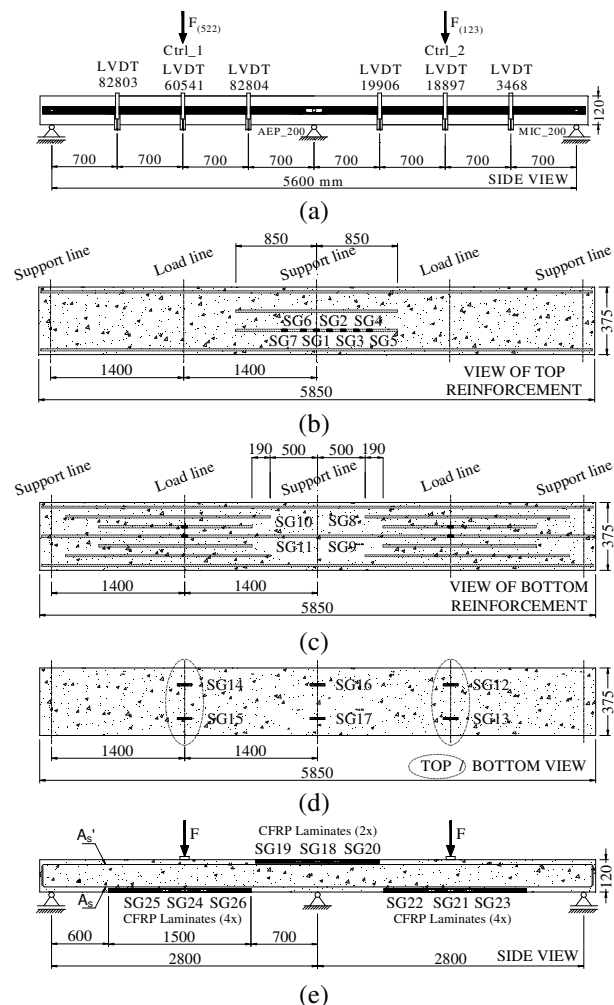 F(522)
F(123)
Ctrl_1
Ctrl_2
LVDT LVDT LVDT LVDT LVDT LVDT
82803 60541 82804 19906 18897 3468
120
AEP_200
MIC_200
700 700 700 700 700 700 700 700
5600 mm
SIDE VIEW
(a)
850 850
Support line Load line Support line Load line Support line
SG6 SG2 SG4
SG7 SG1 SG3 SG5
375
1400 1400
VIEW OF TOP
REINFORCEMENT
5850
(b)
190 500 500 190
Support line Load line Support line Load line Support line
SG10 SG8
SG11 SG9
375
1400 1400
VIEW OF BOTTOM
REINFORCEMENT
5850
(c)
SG14 SG16 SG12
SG15 SG17 SG13
375
1400 1400
5850
TOP / BOTTOM VIEW
(d)
F
F
CFRP Laminates (2x)
SG19 SG18 SG20
As'
As
120
SG25 SG24 SG26
SG22 SG21 SG23
CFRP Laminates (4x)
CFRP Laminates (4x)
600 1500 700
SIDE VIEW
2800 2800
(e)